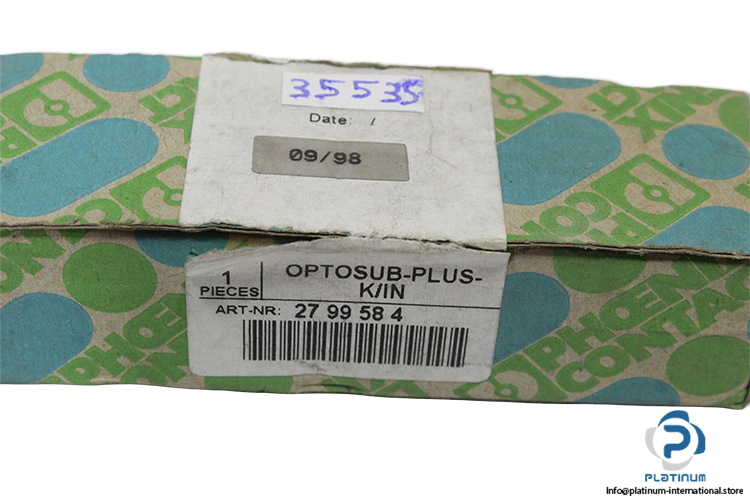 35535
Date: /
09/98
1
PIECES
OPTOSUB-PLUS-
K/IN
ART-NR: 27 99 58 4
PHŒNIX
CONTACT
PLATINUM
Info@platinum-international.store